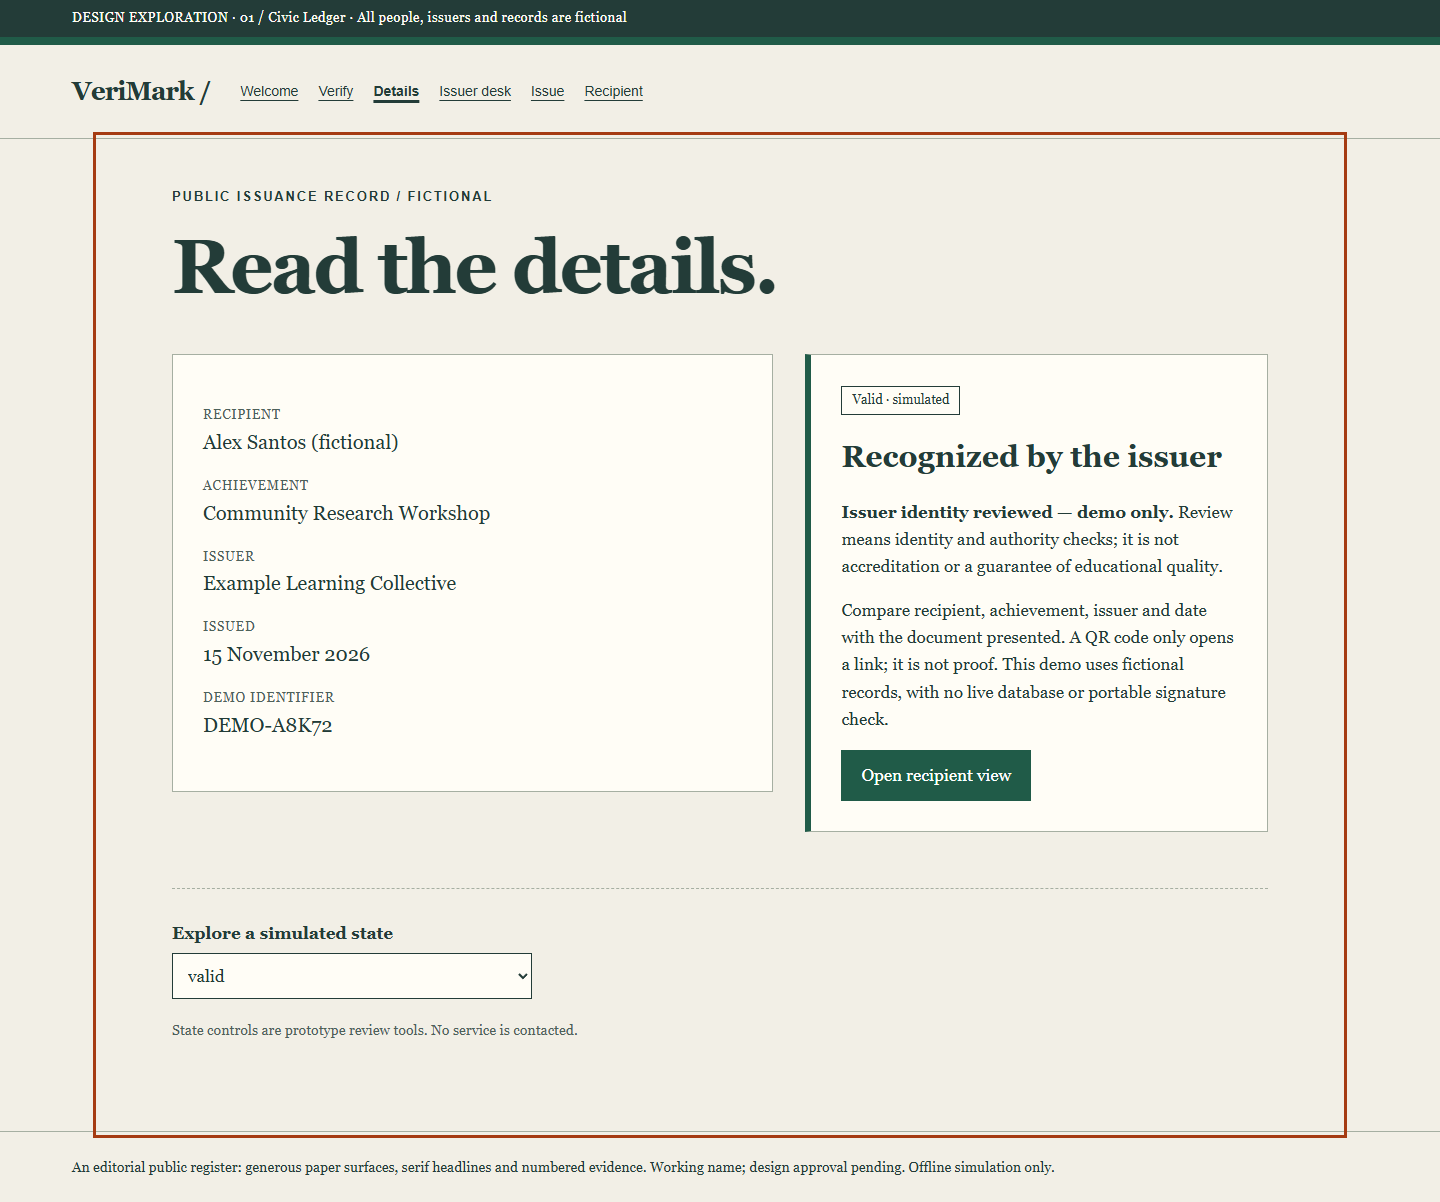 DESIGN EXPLORATION · 01 / Civic Ledger · All people, issuers and records are fictional
VeriMark /
Welcome Verify Details Issuer desk Issue Recipient
PUBLIC ISSUANCE RECORD / FICTIONAL
Read the details.
RECIPIENT
Alex Santos (fictional)
ACHIEVEMENT
Community Research Workshop
ISSUER
Example Learning Collective
ISSUED
15 November 2026
DEMO IDENTIFIER
DEMO-A8K72
Valid · simulated
Recognized by the issuer
Issuer identity reviewed — demo only. Review
means identity and authority checks; it is not
accreditation or a guarantee of educational quality.
Compare recipient, achievement, issuer and date
with the document presented. A QR code only opens
a link; it is not proof. This demo uses fictional
records, with no live database or portable signature
check.
Open recipient view
Explore a simulated state
valid
State controls are prototype review tools. No service is contacted.
An editorial public register: generous paper surfaces, serif headlines and numbered evidence. Working name; design approval pending. Offline simulation only.